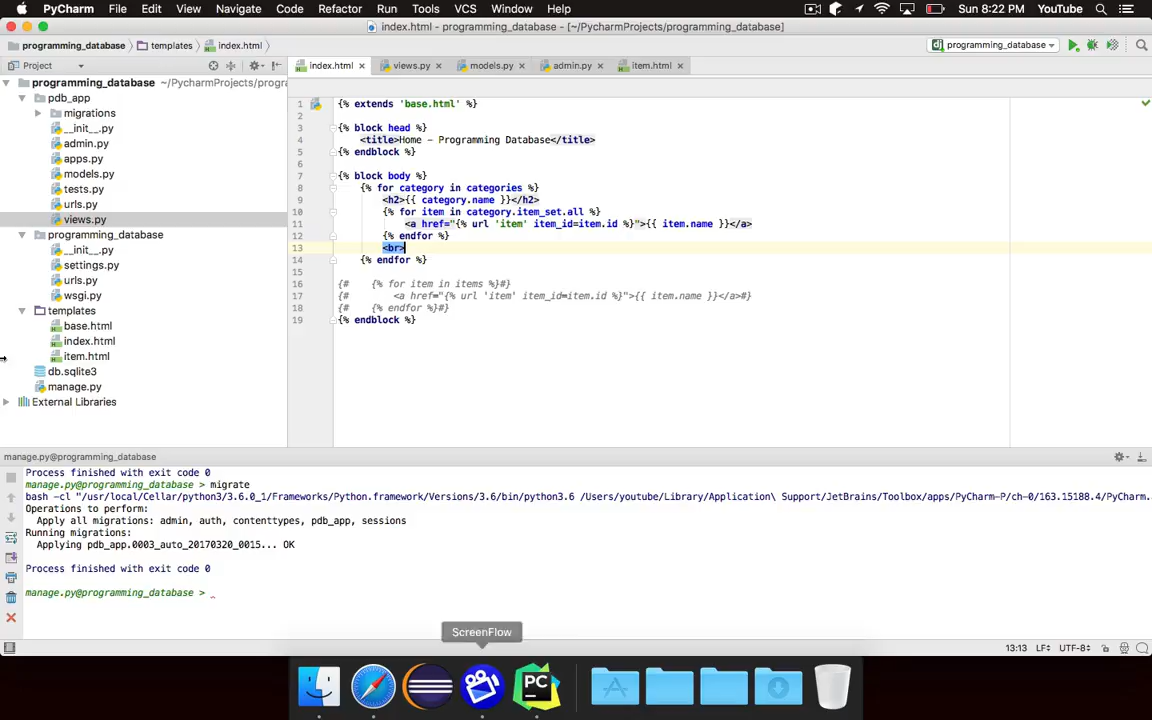 PyCharm File Edit View Navigate Code Refactor Run Tools VCS Window Help Sun 8:22 PM YouTube
index.html - programming_database - [~/PycharmProjects/programming_database]
programming_database templates index.html programming_database
Project index.html views.py models.py admin.py item.html
programming_database ~/PycharmProjects/progra
pdb_app
migrations
__init__.py
admin.py
apps.py
models.py
tests.py
urls.py
views.py
programming_database
__init__.py
settings.py
urls.py
wsgi.py
templates
base.html
index.html
item.html
db.sqlite3
manage.py
External Libraries
1 {% extends 'base.html' %}
2
3 {% block head %}
4 <title>Home - Programming Database</title>
5 {% endblock %}
6
7 {% block body %}
8 {% for category in categories %}
9 <h2>{{ category.name }}</h2>
10 {% for item in category.item_set.all %}
11 <a href="{% url 'item' item_id=item.id %}">{{ item.name }}</a>
12 {% endfor %}
13 <br>
14 {% endfor %}
15
16 {# {% for item in items %}#}
17 {# <a href="{% url 'item' item_id=item.id %}">{{ item.name }}</a>#}
18 {# {% endfor %}#}
19 {% endblock %}
manage.py@programming_database
Process finished with exit code 0
manage.py@programming_database > migrate
bash -cl "/usr/local/Cellar/python3/3.6.0_1/Frameworks/Python.framework/Versions/3.6/bin/python3.6 /Users/youtube/Library/Application\ Support/JetBrains/Toolbox/apps/PyCharm-P/ch-0/163.15188.4/PyCharm.
Operations to perform:
Apply all migrations: admin, auth, contenttypes, pdb_app, sessions
Running migrations:
Applying pdb_app.0003_auto_20170320_0015... OK
Process finished with exit code 0
manage.py@programming_database >
ScreenFlow
13:13 LF÷ UTF-8÷
PC